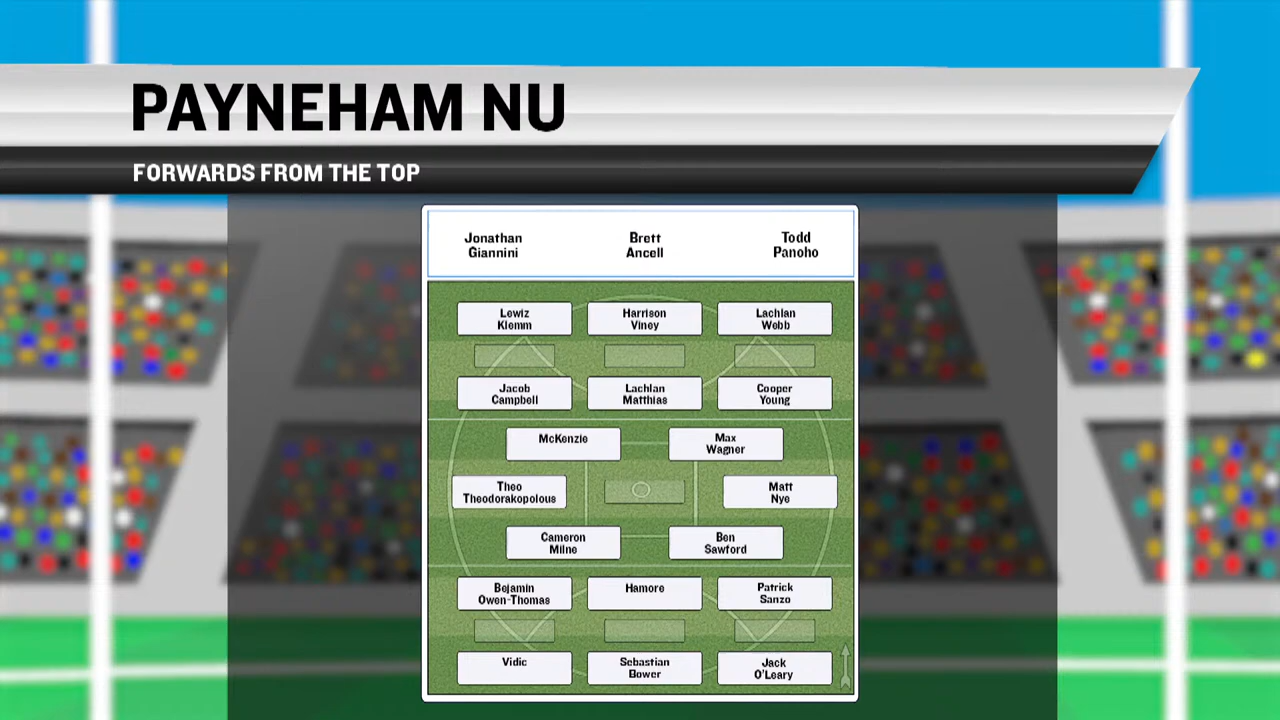 PAYNEHAM NU
FORWARDS FROM THE TOP
Jonathan Giannini
Brett Ancell
Todd Panoho
Lewiz Klemm
Harrison Viney
Lachlan Webb
Jacob Campbell
Lachlan Matthias
Cooper Young
McKenzie
Max Wagner
Theo Theodorakopolous
Matt Nye
Cameron Milne
Ben Sawford
Bejamin Owen-Thomas
Hamore
Patrick Sanzo
Vidic
Sebastian Bower
Jack O'Leary